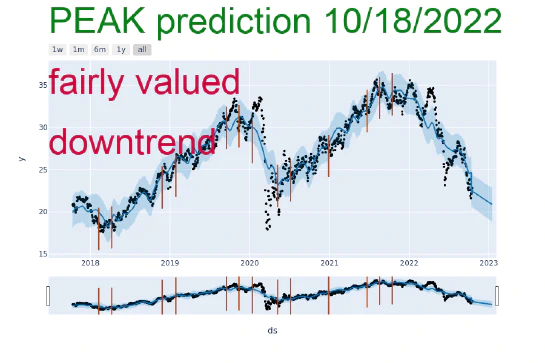 PEAK prediction 10/18/2022
1w 1m 6m 1y all
fairly valued
downtrend
35
30
25
20
15
y
2018 2019 2020 2021 2022 2023
ds